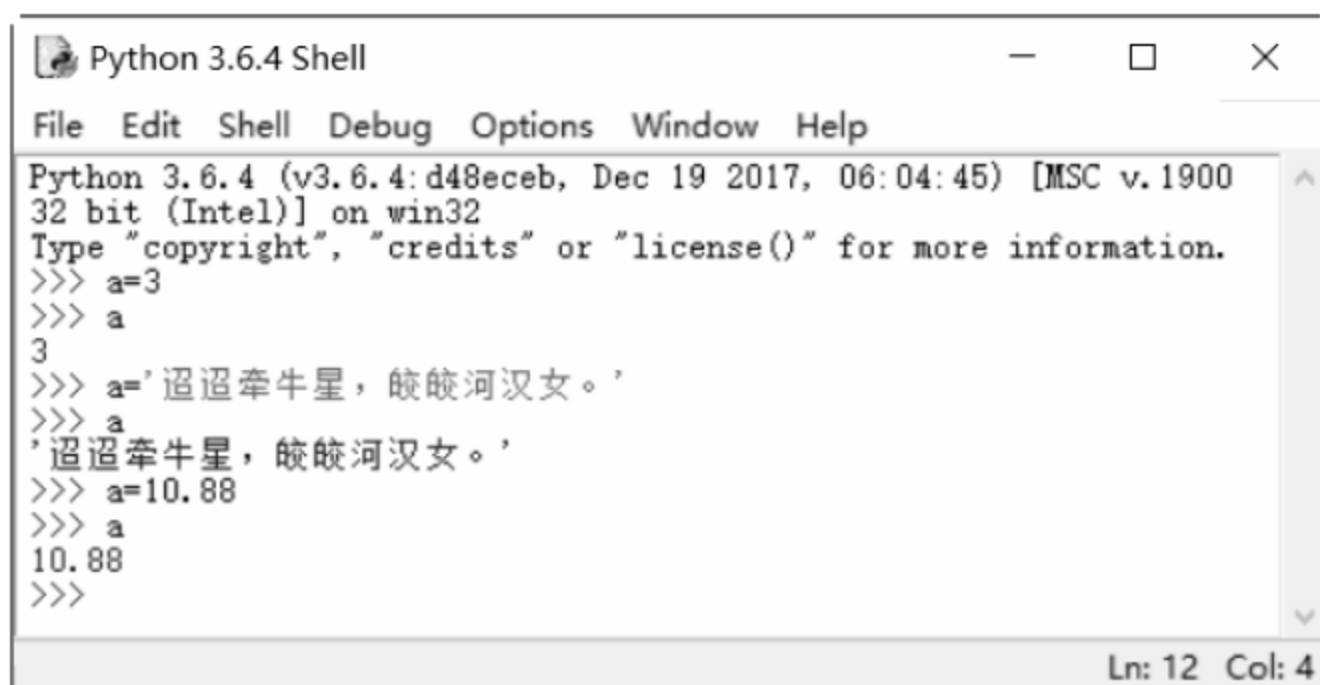 Python 3.6.4 Shell
File Edit Shell Debug Options Window Help
Python 3.6.4 (v3.6.4:d48eceb, Dec 19 2017, 06:04:45) [MSC v.1900
32 bit (Intel)] on win32
Type "copyright", "credits" or "license()" for more information.
>>> a=3
>>> a
3
>>> a='迢迢牵牛星，皎皎河汉女。'
>>> a
'迢迢牵牛星，皎皎河汉女。'
>>> a=10.88
>>> a
10.88
>>>
Ln: 12 Col: 4